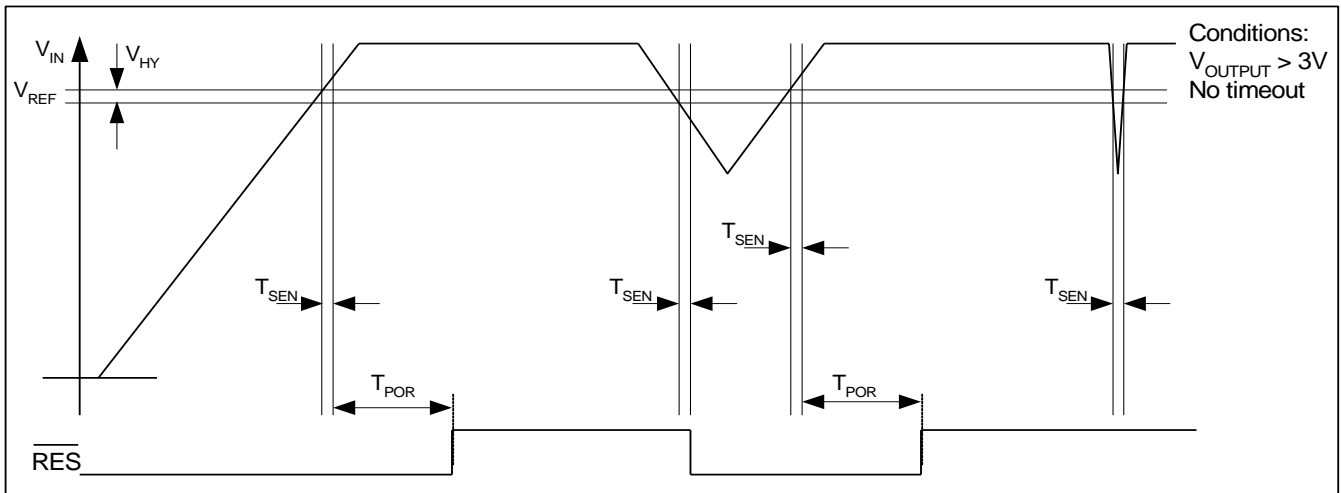 V_IN
V_HY
V_REF
Conditions:
V_OUTPUT > 3V
No timeout
T_SEN
T_SEN
T_SEN
T_SEN
T_POR
T_POR
RES